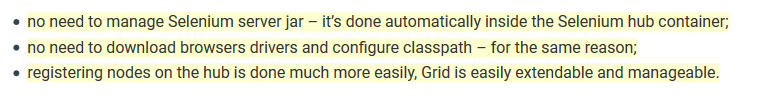 • no need to manage Selenium server jar – it's done automatically inside the Selenium hub container;
• no need to download browsers drivers and configure classpath – for the same reason;
• registering nodes on the hub is done much more easily, Grid is easily extendable and manageable.